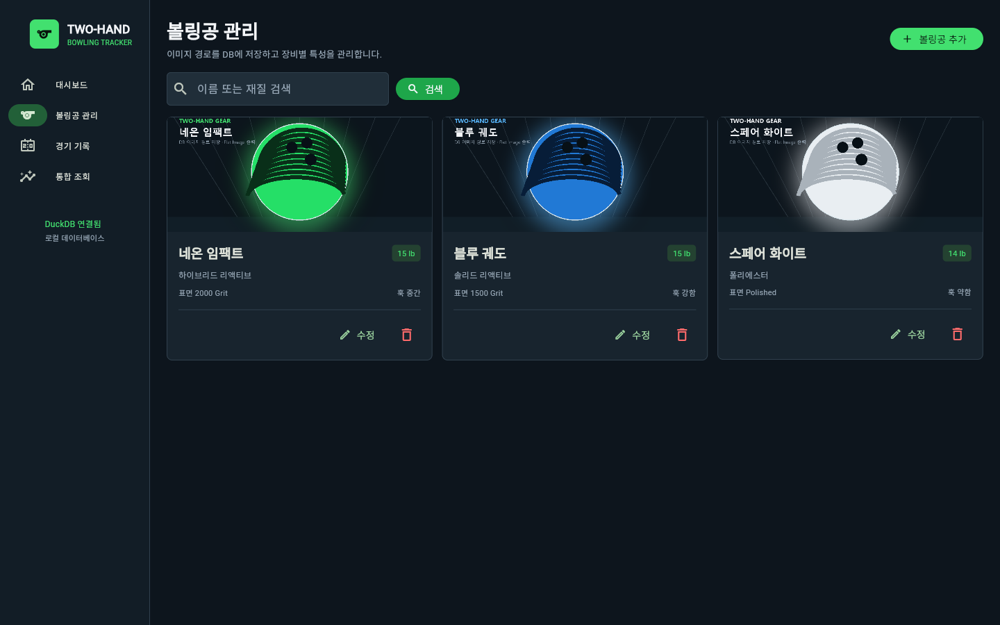 TWO-HAND
BOWLING TRACKER
대시보드
볼링공 관리
경기 기록
통합 조회
DuckDB 연결됨
로컬 데이터베이스
볼링공 관리
이미지 경로를 DB에 저장하고 장비별 특성을 관리합니다.
볼링공 추가
이름 또는 재질 검색
검색
TWO-HAND GEAR
네온 임팩트
DB 이미지 경로 저장 · Flet Image 출력
네온 임팩트
15 lb
하이브리드 리액티브
표면 2000 Grit
훅 중간
수정
TWO-HAND GEAR
블루 궤도
DB 이미지 경로 저장 · Flet Image 출력
블루 궤도
15 lb
솔리드 리액티브
표면 1500 Grit
훅 강함
수정
TWO-HAND GEAR
스페어 화이트
DB 이미지 경로 저장 · Flet Image 출력
스페어 화이트
14 lb
폴리에스터
표면 Polished
훅 약함
수정